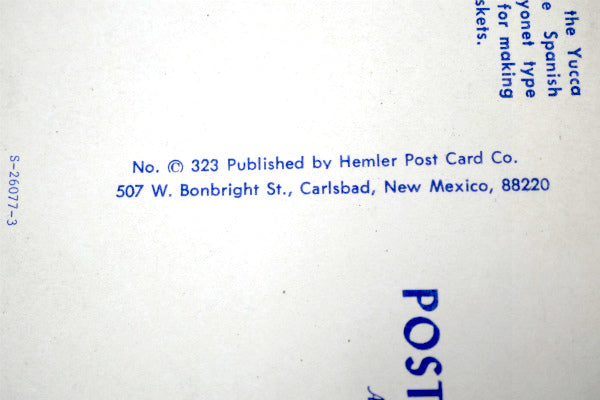 the Yucca
e Spanish
yonet type
for making
skets.
No. © 323 Published by Hemler Post Card Co.
507 W. Bonbright St., Carlsbad, New Mexico, 88220
S-26077-3
POST
A